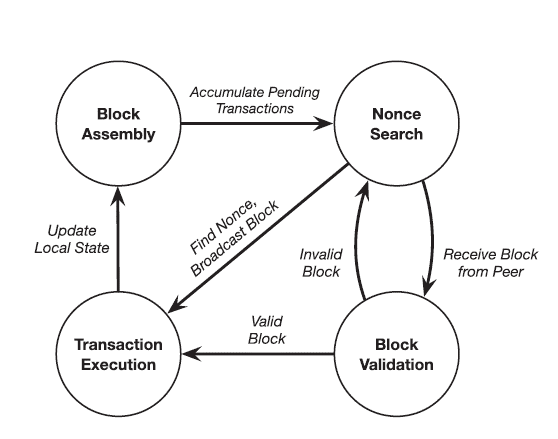 Block
Assembly
Accumulate Pending
Transactions
Nonce
Search
Find Nonce,
Broadcast Block
Update
Local State
Invalid
Block
Receive Block
from Peer
Transaction
Execution
Valid
Block
Block
Validation